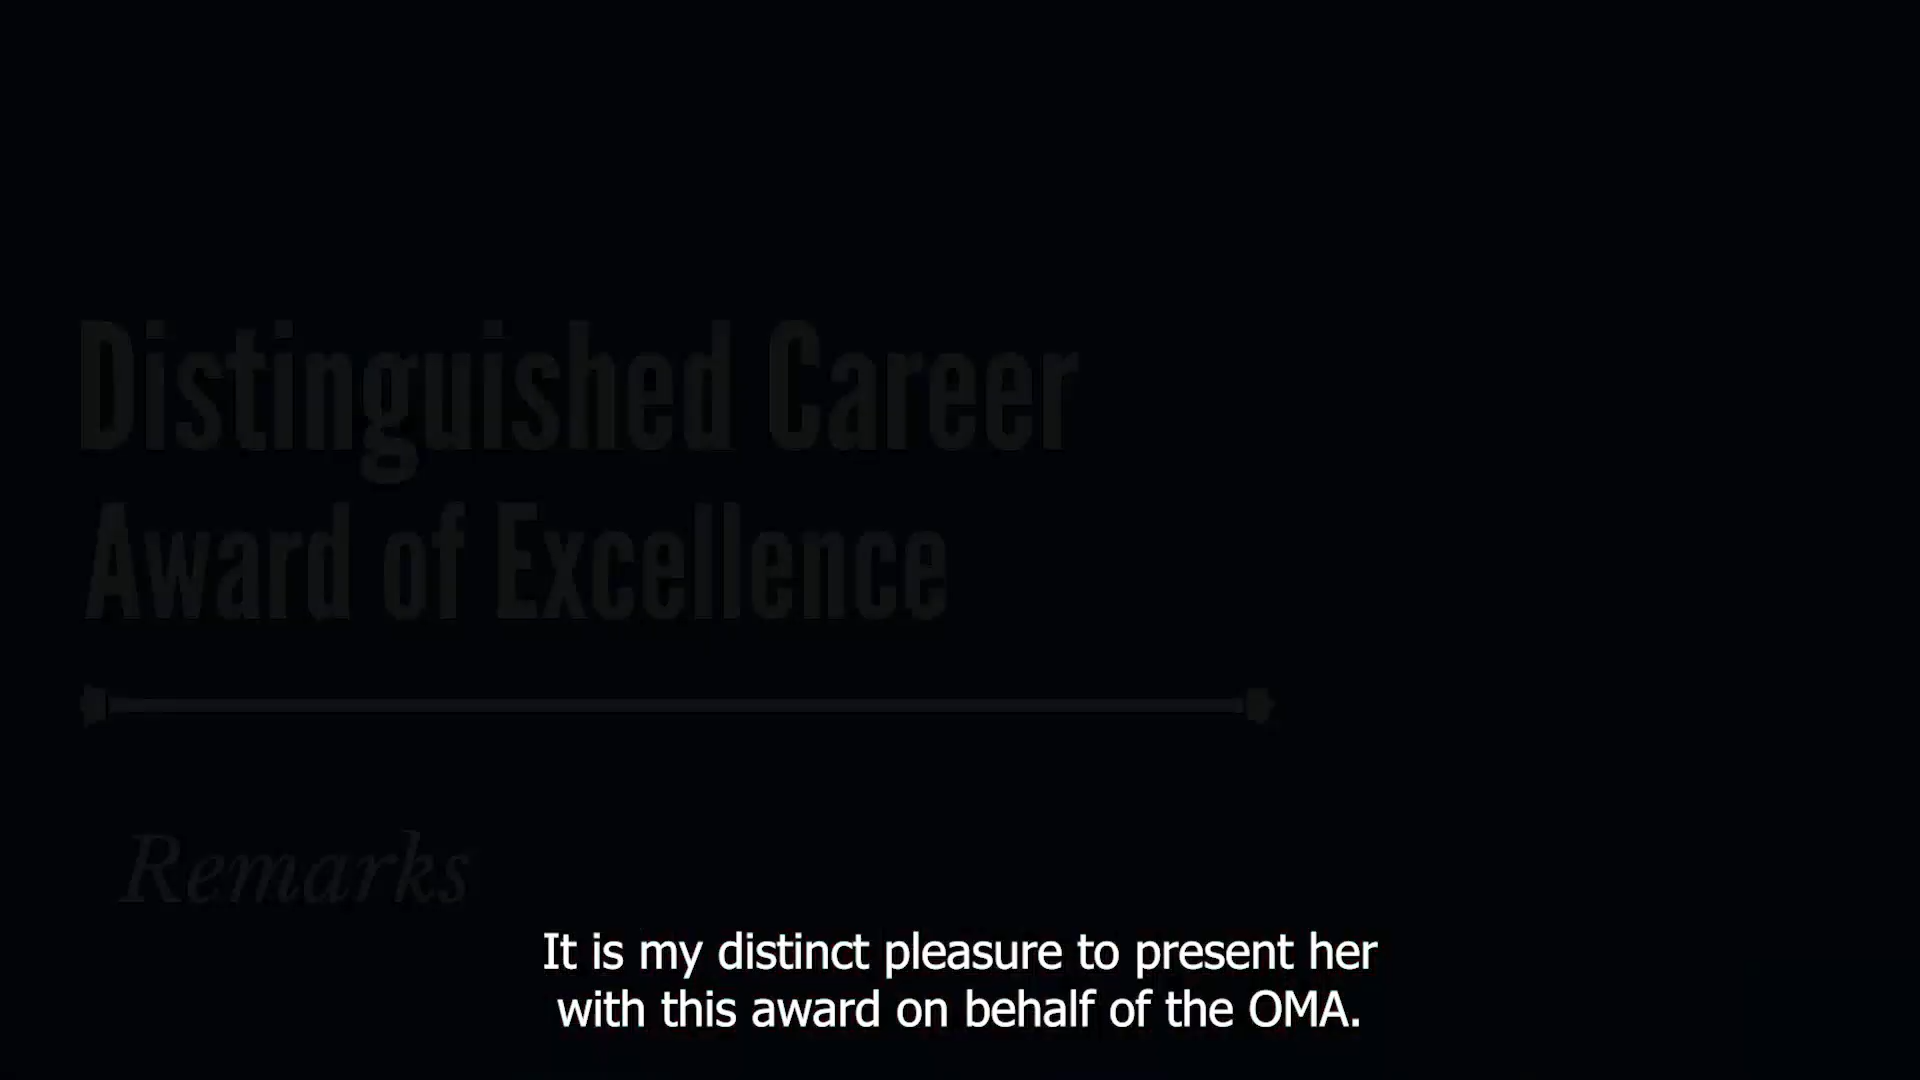 Distinguished Career
Award of Excellence
Remarks
It is my distinct pleasure to present her
with this award on behalf of the OMA.